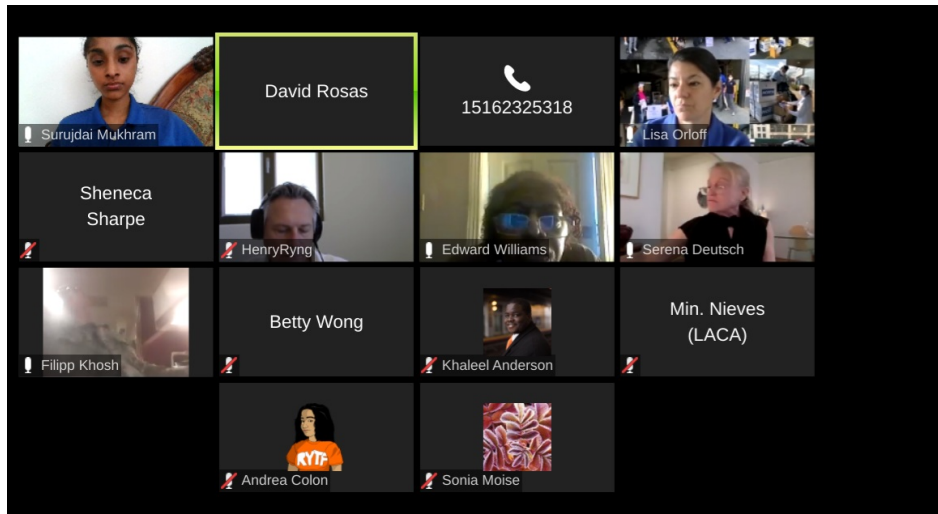 Surujdai Mukhram
David Rosas
15162325318
Lisa Orloff
Sheneca
Sharpe
HenryRyng
Edward Williams
Serena Deutsch
Filipp Khosh
Betty Wong
Khaleel Anderson
Min. Nieves
(LACA)
RYTF
Andrea Colon
Sonia Moise